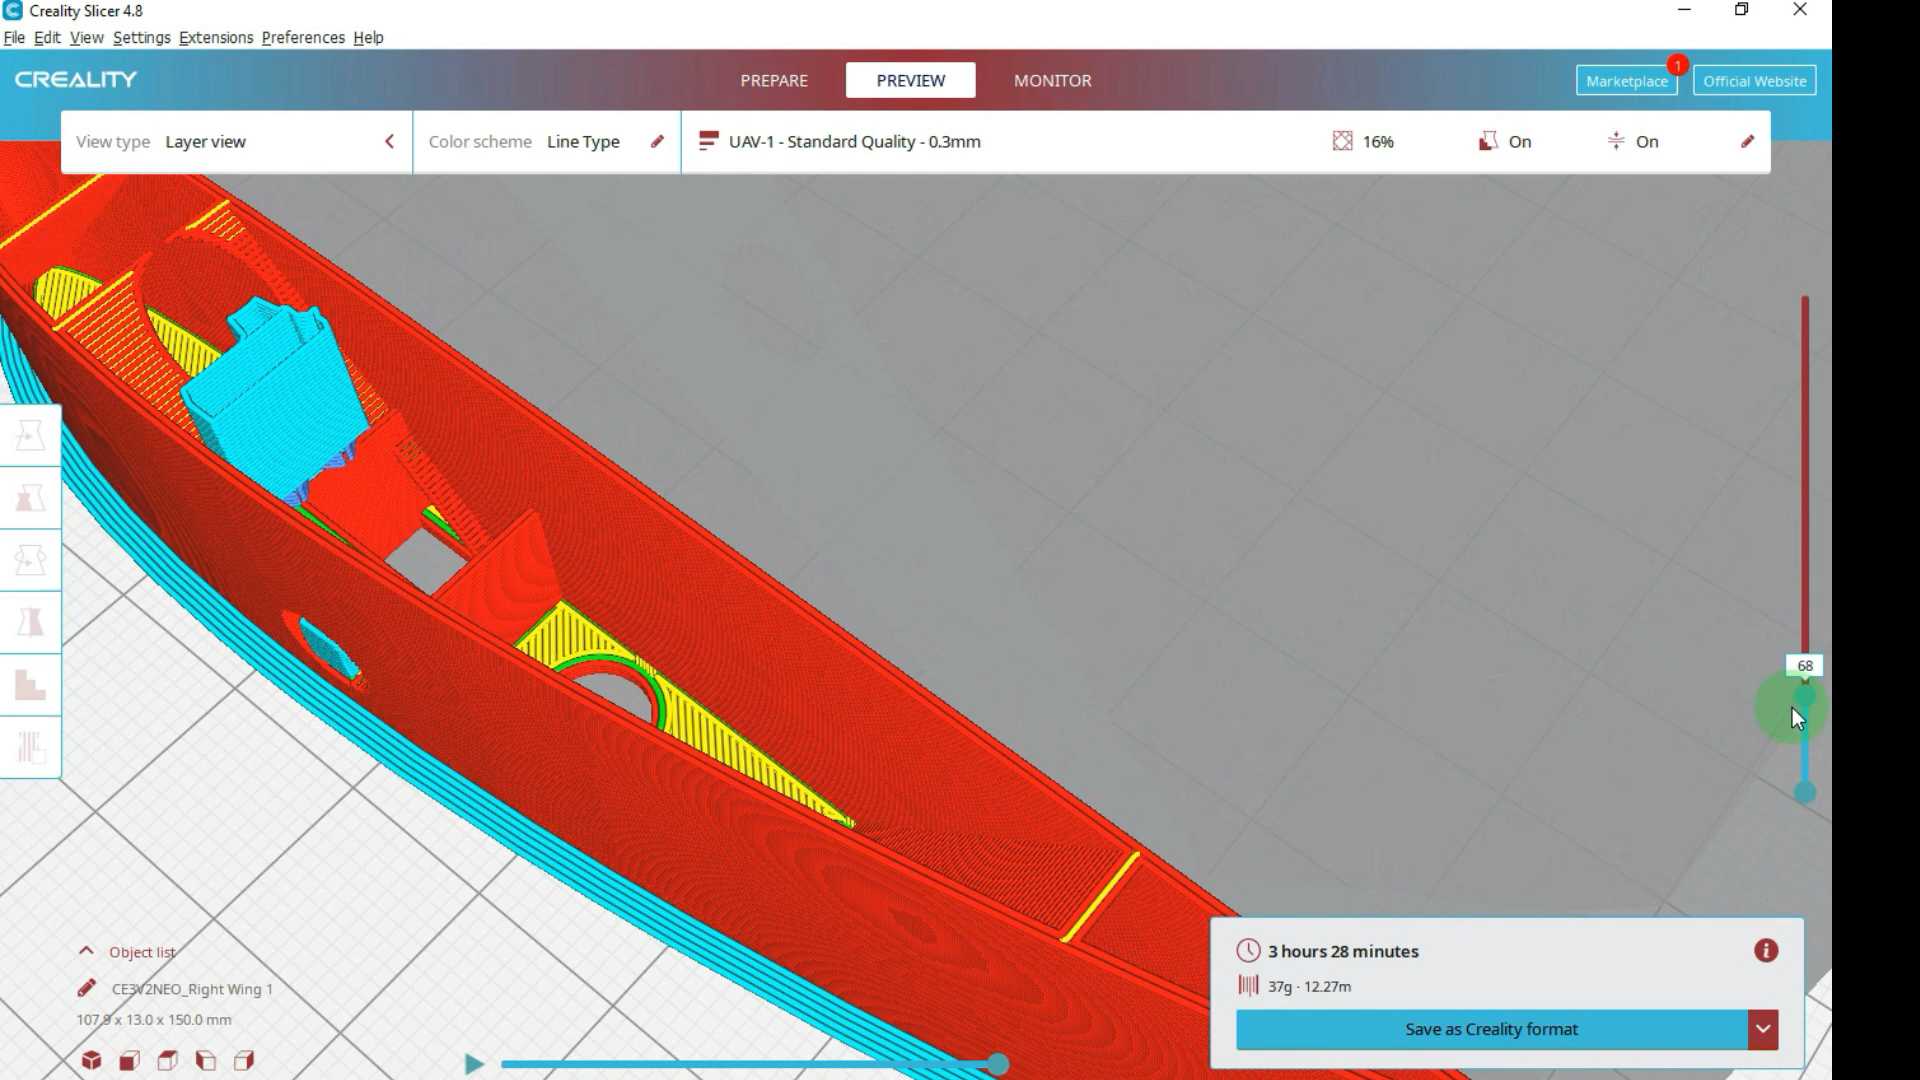 Creality Slicer 4.8
File Edit View Settings Extensions Preferences Help
CREALITY
PREPARE
PREVIEW
MONITOR
Marketplace
1
Official Website
View type Layer view
Color scheme Line Type
UAV-1 - Standard Quality - 0.3mm
16%
On
On
68
Object list
CE3V2NEO_Right Wing 1
107.9 x 13.0 x 150.0 mm
3 hours 28 minutes
37g · 12.27m
Save as Creality format